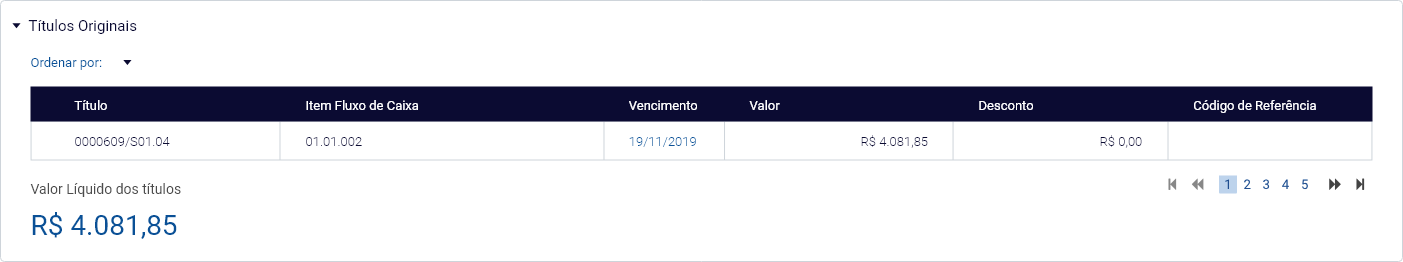 Títulos Originais
Ordenar por:
Título Item Fluxo de Caixa Vencimento Valor Desconto Código de Referência
0000609/S01.04 01.01.002 19/11/2019 R$ 4.081,85 R$ 0,00
Valor Líquido dos títulos
1 2 3 4 5
R$ 4.081,85